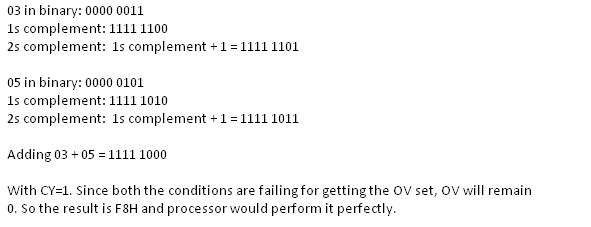 03 in binary: 0000 0011
1s complement: 1111 1100
2s complement:  1s complement + 1 = 1111 1101
05 in binary: 0000 0101
1s complement: 1111 1010
2s complement:  1s complement + 1 = 1111 1011
Adding 03 + 05 = 1111 1000
With CY=1. Since both the conditions are failing for getting the OV set, OV will remain
0. So the result is F8H and processor would perform it perfectly.